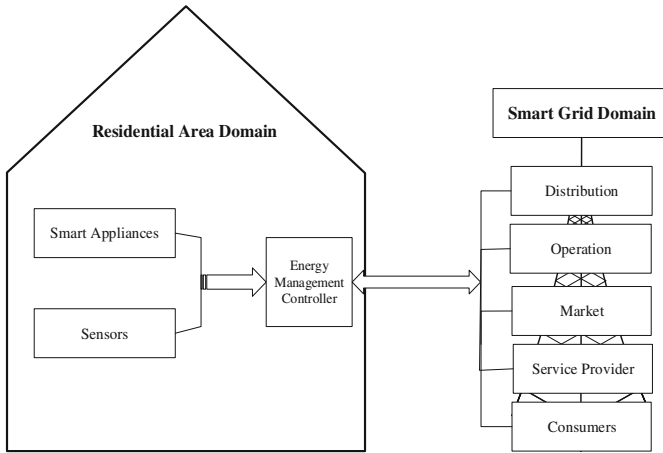 Residential Area Domain
Smart Appliances
Sensors
Energy
Management
Controller
Smart Grid Domain
Distribution
Operation
Market
Service Provider
Consumers